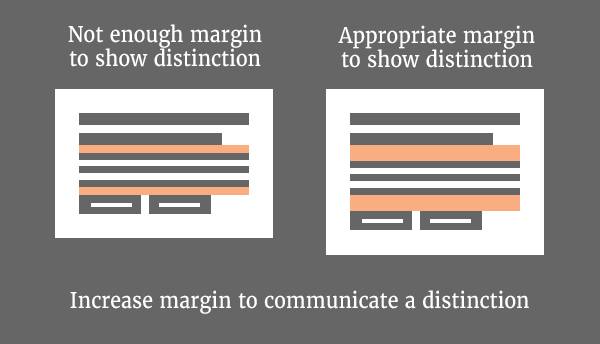 Not enough margin
to show distinction
Appropriate margin
to show distinction
Increase margin to communicate a distinction